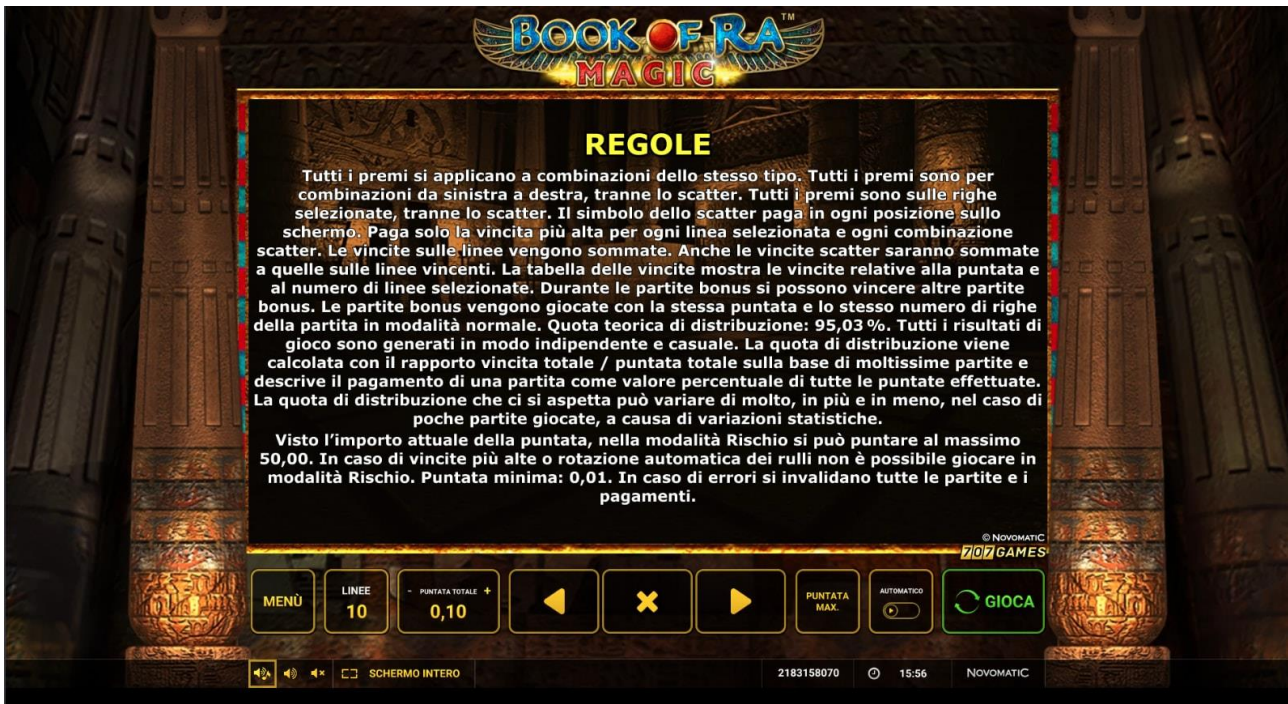 BOOK OF RA™
MAGIC
REGOLE
Tutti i premi si applicano a combinazioni dello stesso tipo. Tutti i premi sono per
combinazioni da sinistra a destra, tranne lo scatter. Tutti i premi sono sulle righe
selezionate, tranne lo scatter. Il simbolo dello scatter paga in ogni posizione sullo
schermo. Paga solo la vincita più alta per ogni linea selezionata e ogni combinazione
scatter. Le vincite sulle linee vengono sommate. Anche le vincite scatter saranno sommate
a quelle sulle linee vincenti. La tabella delle vincite mostra le vincite relative alla puntata e
al numero di linee selezionate. Durante le partite bonus si possono vincere altre partite
bonus. Le partite bonus vengono giocate con la stessa puntata e lo stesso numero di righe
della partita in modalità normale. Quota teorica di distribuzione: 95,03 %. Tutti i risultati di
gioco sono generati in modo indipendente e casuale. La quota di distribuzione viene
calcolata con il rapporto vincita totale / puntata totale sulla base di moltissime partite e
descrive il pagamento di una partita come valore percentuale di tutte le puntate effettuate.
La quota di distribuzione che ci si aspetta può variare di molto, in più e in meno, nel caso di
poche partite giocate, a causa di variazioni statistiche.
Visto l’importo attuale della puntata, nella modalità Rischio si può puntare al massimo
50,00. In caso di vincite più alte o rotazione automatica dei rulli non è possibile giocare in
modalità Rischio. Puntata minima: 0,01. In caso di errori si invalidano tutte le partite e i
pagamenti.
© NOVOMATIC
707 GAMES
MENÙ
LINEE
10
- PUNTATA TOTALE +
0,10
PUNTATA
MAX.
AUTOMATICO
GIOCA
SCHERMO INTERO
2183158070
15:56
NOVOMATIC